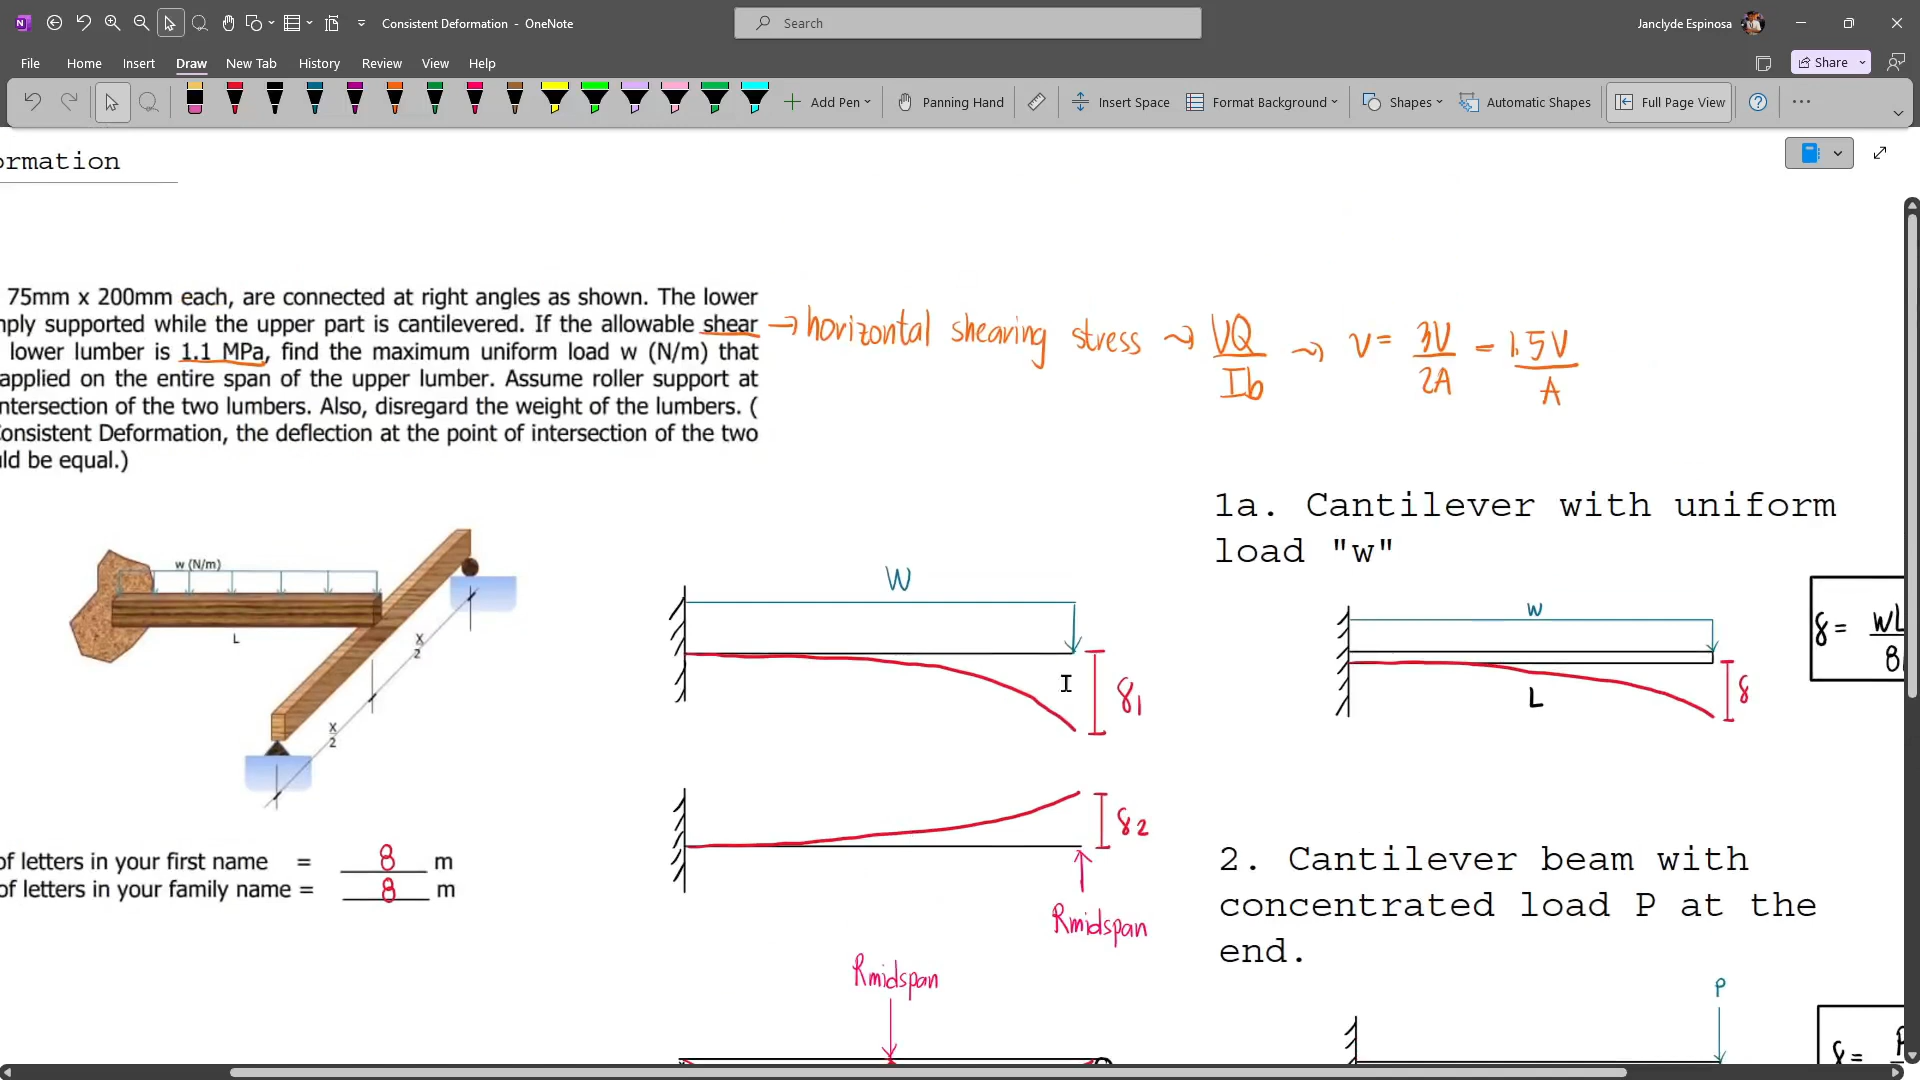 Consistent Deformation - OneNote
Search
Janclyde Espinosa
File Home Insert Draw New Tab History Review View Help
Share
Add Pen
Panning Hand
Insert Space
Format Background
Shapes
Automatic Shapes
Full Page View
ormation
75mm x 200mm each, are connected at right angles as shown. The lower
nply supported while the upper part is cantilevered. If the allowable shear
lower lumber is 1.1 MPa, find the maximum uniform load w (N/m) that
applied on the entire span of the upper lumber. Assume roller support at
ntersection of the two lumbers. Also, disregard the weight of the lumbers. (
Consistent Deformation, the deflection at the point of intersection of the two
uld be equal.)
→ horizontal shearing stress → VQ/Ib → v = 3V/2A = 1.5V/A
w (N/m)
L
x/2
x/2
of letters in your first name = 8 m
of letters in your family name = 8 m
W
δ1
δ2
Rmidspan
Rmidspan
1a. Cantilever with uniform
load "w"
w
L
δ
δ = wL
8
2. Cantilever beam with
concentrated load P at the
end.
P
δ =